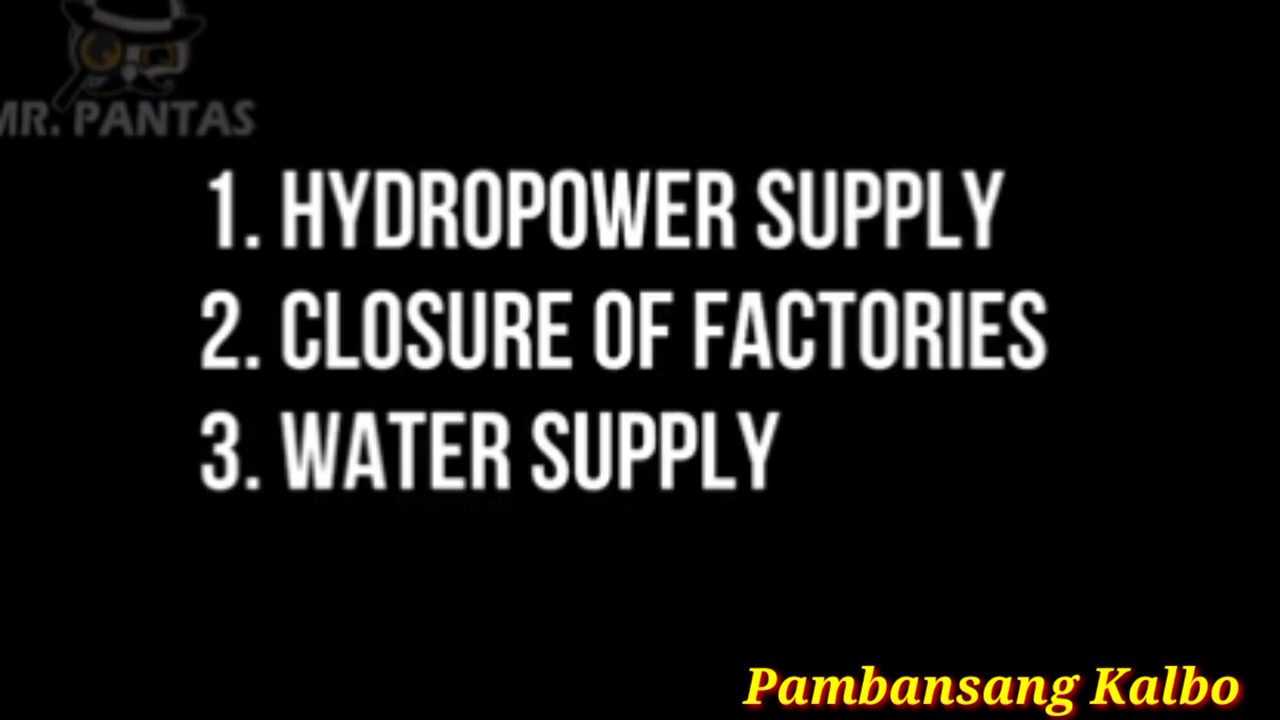 MR. PANTAS
1. HYDROPOWER SUPPLY
2. CLOSURE OF FACTORIES
3. WATER SUPPLY
Pambansang Kalbo